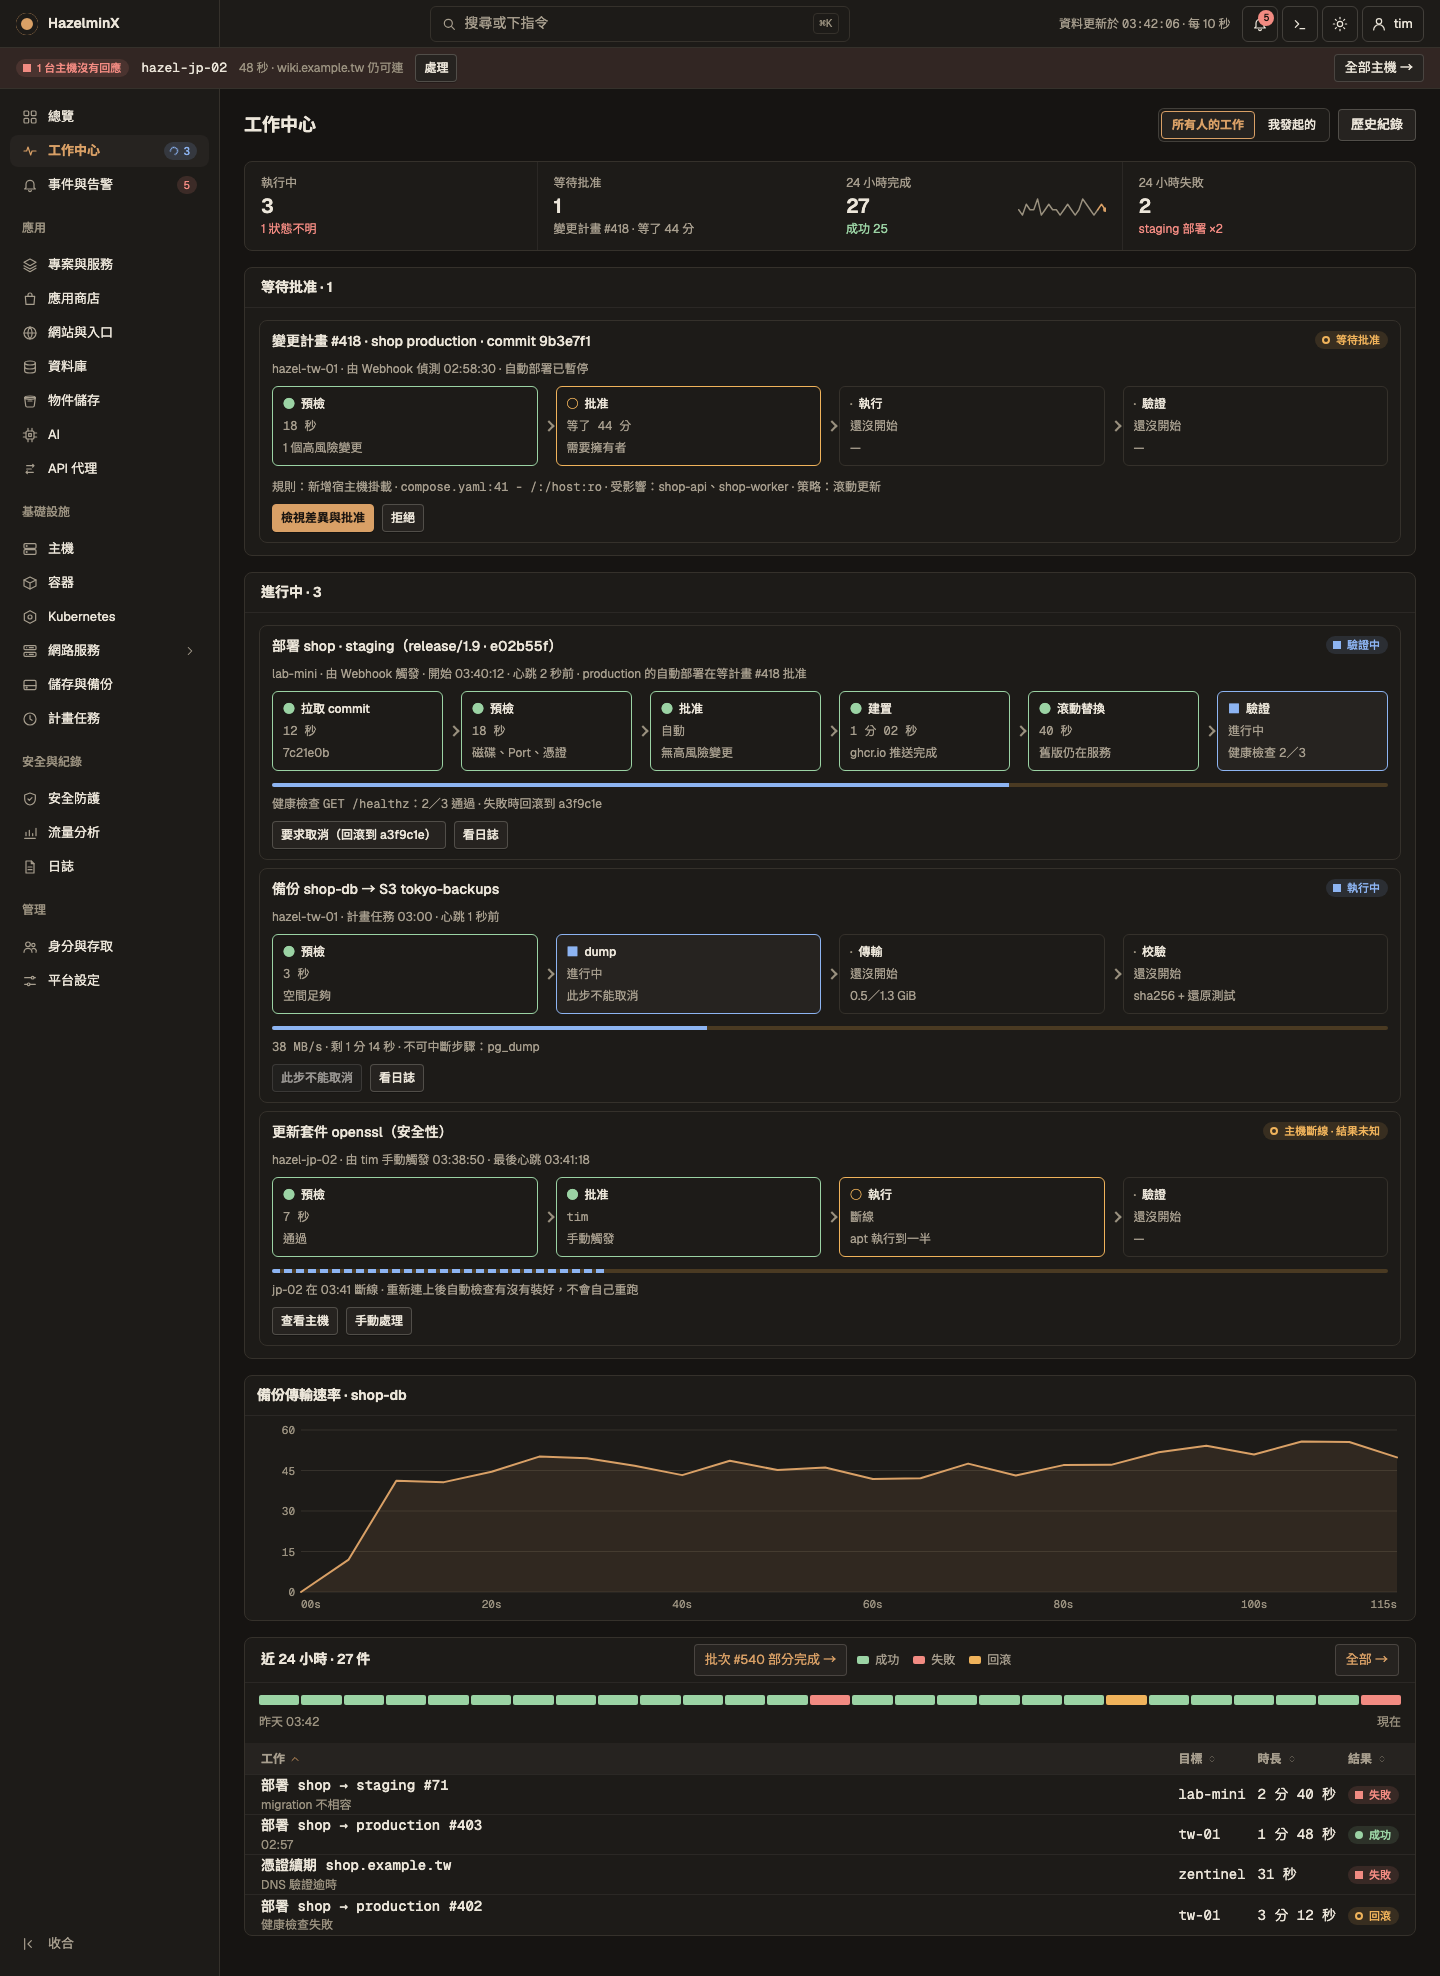 HazelminX
搜尋或下指令
⌘K
資料更新於 03:42:06 · 每 10 秒
5
tim
1 台主機沒有回應
hazel-jp-02
48 秒 · wiki.example.tw 仍可連
處理
全部主機 →
總覽
工作中心
3
事件與告警
5
應用
專案與服務
應用商店
網站與入口
資料庫
物件儲存
AI
API 代理
基礎設施
主機
容器
Kubernetes
網路服務
儲存與備份
計畫任務
安全與紀錄
安全防護
流量分析
日誌
管理
身分與存取
平台設定
收合
工作中心
所有人的工作
我發起的
歷史紀錄
執行中
3
1 狀態不明
等待批准
1
變更計畫 #418 · 等了 44 分
24 小時完成
27
成功 25
24 小時失敗
2
staging 部署 ×2
等待批准 · 1
變更計畫 #418 · shop production · commit 9b3e7f1
等待批准
hazel-tw-01 · 由 Webhook 偵測 02:58:30 · 自動部署已暫停
預檢
18 秒
1 個高風險變更
批准
等了 44 分
需要擁有者
· 執行
還沒開始
—
· 驗證
還沒開始
—
規則：新增宿主機掛載 · compose.yaml:41 − /:/host:ro · 受影響：shop-api、shop-worker · 策略：滾動更新
檢視差異與批准
拒絕
進行中 · 3
部署 shop · staging（release/1.9 · e02b55f）
驗證中
lab-mini · 由 Webhook 觸發 · 開始 03:40:12 · 心跳 2 秒前 · production 的自動部署在等計畫 #418 批准
拉取 commit
12 秒
7c21e0b
預檢
18 秒
磁碟、Port、憑證
批准
自動
無高風險變更
建置
1 分 02 秒
ghcr.io 推送完成
滾動替換
40 秒
舊版仍在服務
驗證
進行中
健康檢查 2／3
健康檢查 GET /healthz：2／3 通過 · 失敗時回滾到 a3f9c1e
要求取消（回滾到 a3f9c1e）
看日誌
備份 shop-db → S3 tokyo-backups
執行中
hazel-tw-01 · 計畫任務 03:00 · 心跳 1 秒前
預檢
3 秒
空間足夠
dump
進行中
此步不能取消
· 傳輸
還沒開始
0.5／1.3 GiB
· 校驗
還沒開始
sha256 + 還原測試
38 MB/s · 剩 1 分 14 秒 · 不可中斷步驟：pg_dump
此步不能取消
看日誌
更新套件 openssl（安全性）
主機斷線 · 結果未知
hazel-jp-02 · 由 tim 手動觸發 03:38:50 · 最後心跳 03:41:18
預檢
7 秒
通過
批准
tim
手動觸發
執行
斷線
apt 執行到一半
· 驗證
還沒開始
—
jp-02 在 03:41 斷線 · 重新連上後自動檢查有沒有裝好，不會自己重跑
查看主機
手動處理
備份傳輸速率 · shop-db
60
45
30
15
0
00s
20s
40s
60s
80s
100s
115s
近 24 小時 · 27 件
批次 #540 部分完成 →
成功
失敗
回滾
全部 →
昨天 03:42
現在
工作
目標
時長
結果
部署 shop → staging #71
migration 不相容
lab-mini
2 分 40 秒
失敗
部署 shop → production #403
02:57
tw-01
1 分 48 秒
成功
憑證續期 shop.example.tw
DNS 驗證逾時
zentinel
31 秒
失敗
部署 shop → production #402
健康檢查失敗
tw-01
3 分 12 秒
回滾